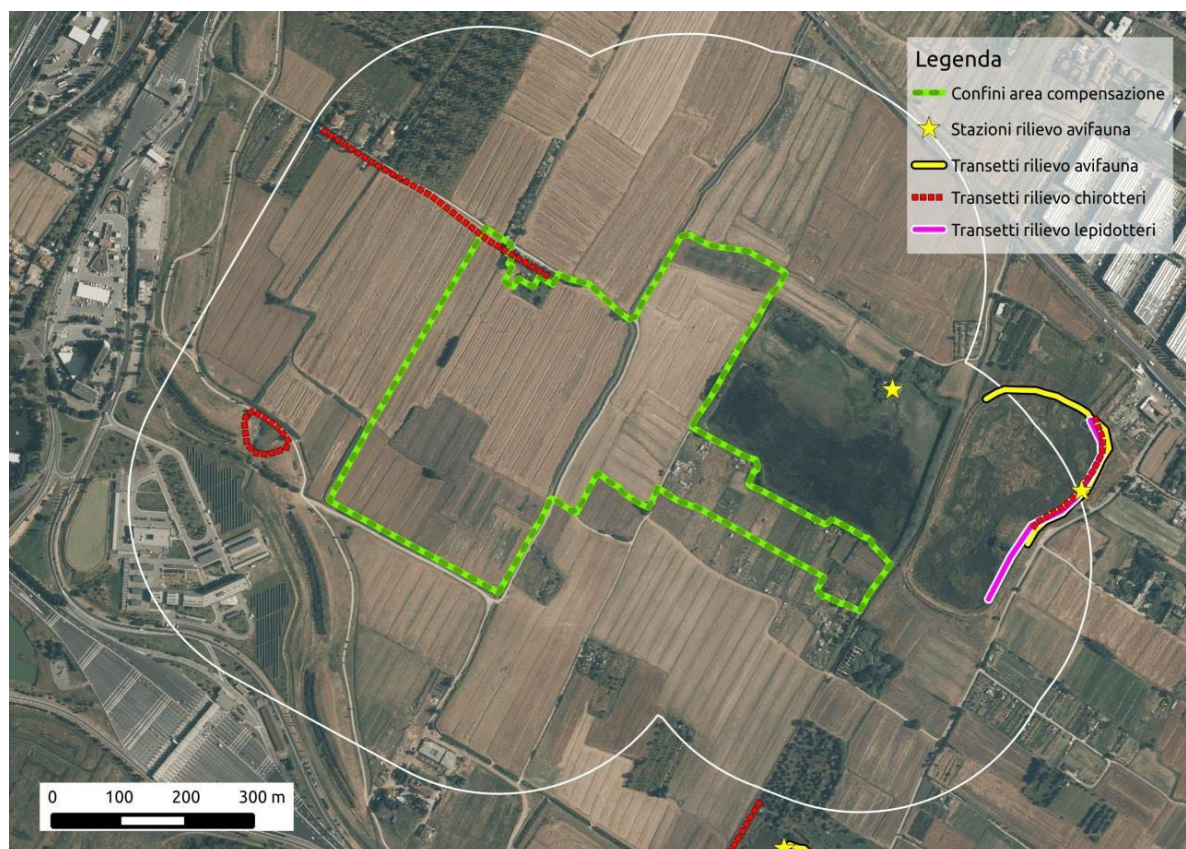 Legenda
Confini area compensazione
Stazioni rilievo avifauna
Transetti rilievo avifauna
Transetti rilievo chirotteri
Transetti rilievo lepidotteri
0 100 200 300 m